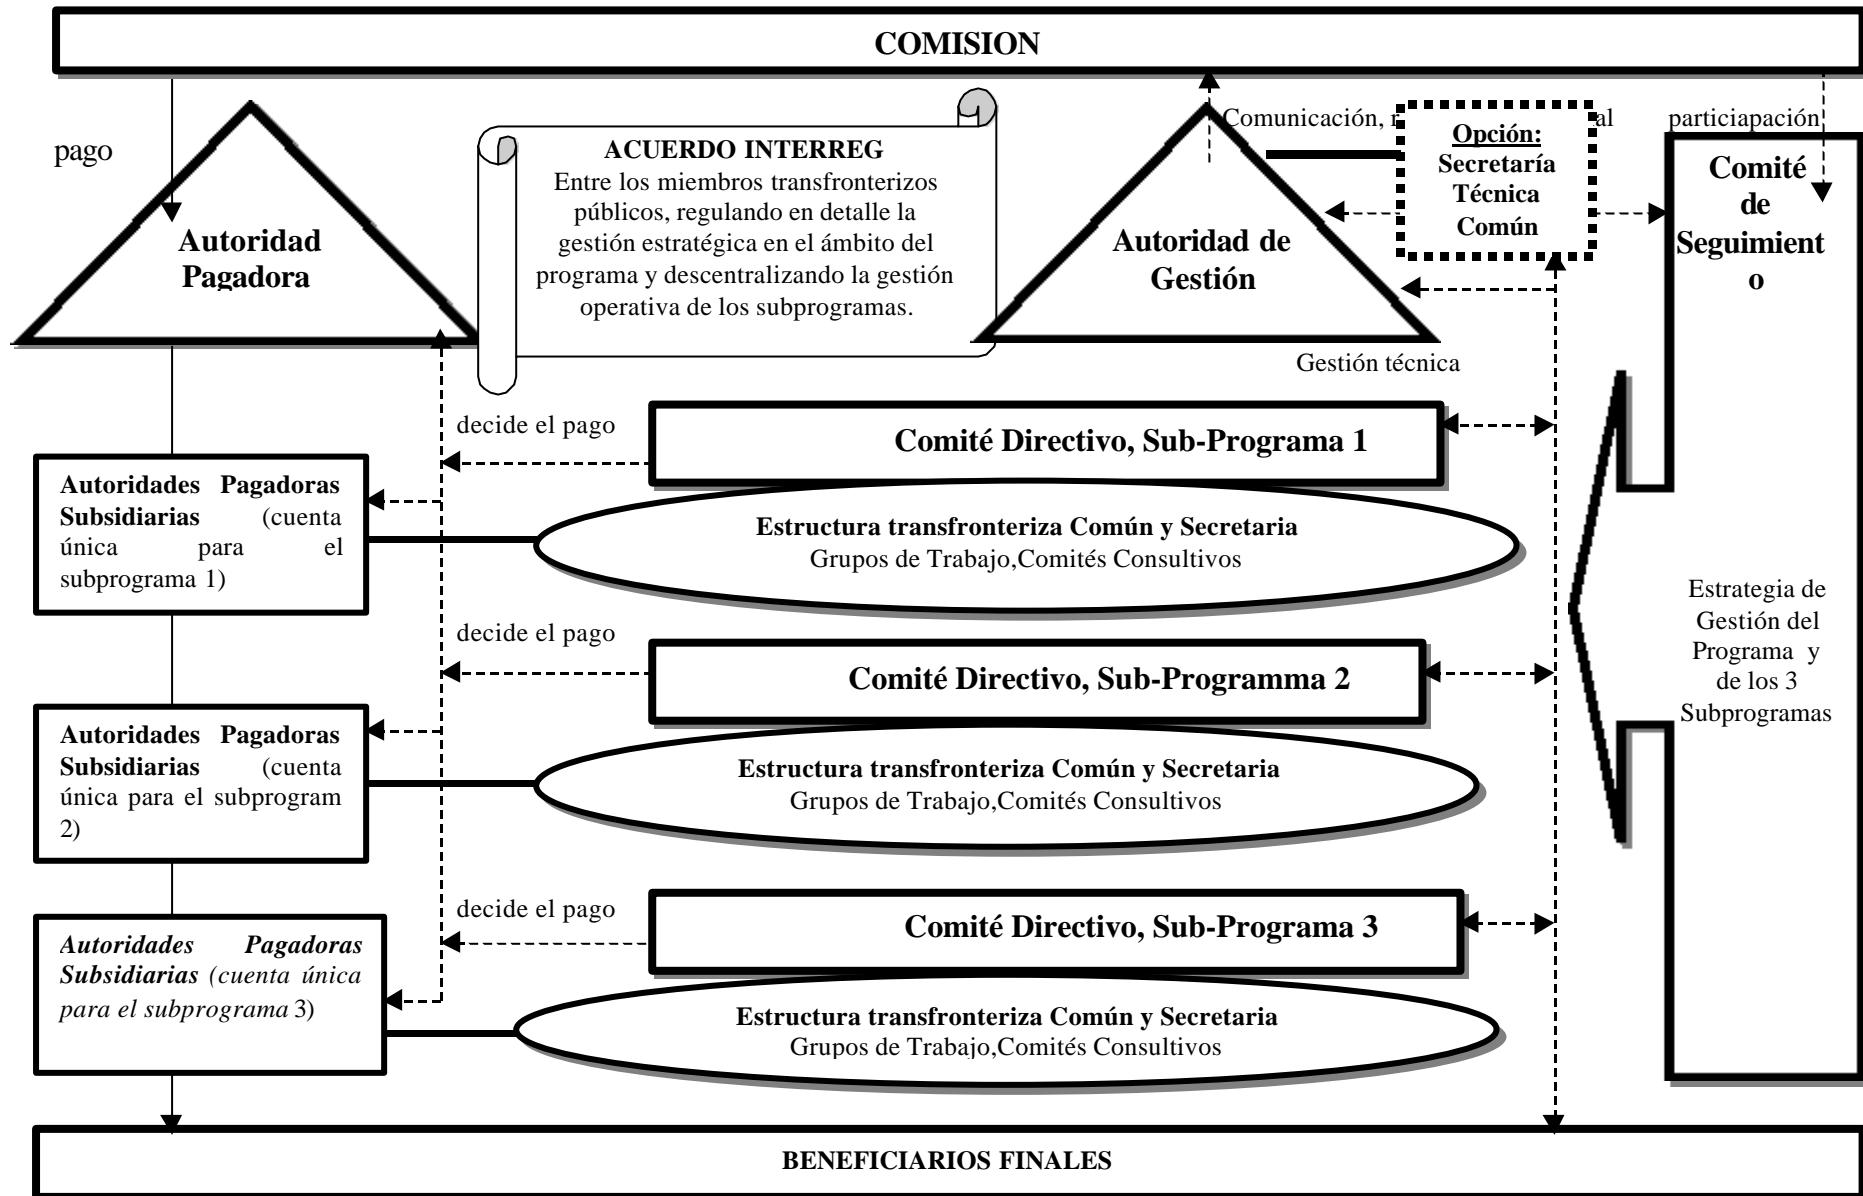 COMISION
pago
Autoridad
Pagadora
ACUERDO INTERREG
Entre los miembros transfronterizos
públicos, regulando en detalle la
gestión estratégica en el ámbito del
programa y descentralizando la gestión
operativa de los subprogramas.
Comunicación,
Autoridad de
Gestión
Opción:
Secretaría
Técnica
Común
particiapación
Comité
de
Seguimient
o
Gestión técnica
decide el pago
Comité Directivo, Sub-Programa 1
Autoridades Pagadoras
Subsidiarias (cuenta
única para el
subprograma 1)
Estructura transfronteriza Común y Secretaria
Grupos de Trabajo,Comités Consultivos
Estrategia de
Gestión del
Programa y
de los 3
Subprogramas
decide el pago
Comité Directivo, Sub-Programma 2
Autoridades Pagadoras
Subsidiarias (cuenta
única para el subprogram
2)
Estructura transfronteriza Común y Secretaria
Grupos de Trabajo,Comités Consultivos
decide el pago
Comité Directivo, Sub-Programa 3
Autoridades Pagadoras
Subsidiarias (cuenta única
para el subprograma 3)
Estructura transfronteriza Común y Secretaria
Grupos de Trabajo,Comités Consultivos
BENEFICIARIOS FINALES